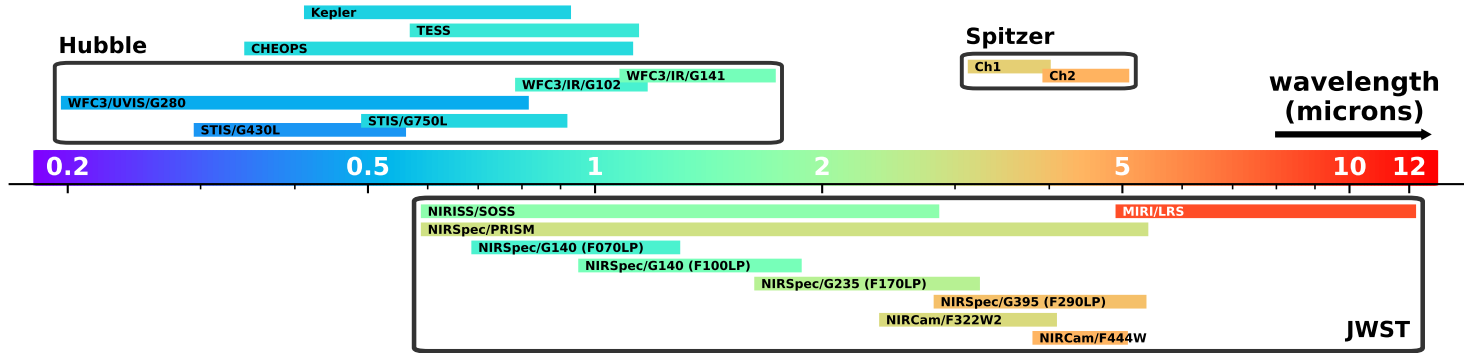 Kepler
TESS
CHEOPS
Hubble
WFC3/IR/G141
WFC3/IR/G102
WFC3/UVIS/G280
STIS/G750L
STIS/G430L
Spitzer
Ch1
Ch2
wavelength
(microns)
0.2 0.5 1 2 5 10 12
NIRISS/SOSS MIRI/LRS
NIRSpec/PRISM
NIRSpec/G140 (F070LP)
NIRSpec/G140 (F100LP)
NIRSpec/G235 (F170LP)
NIRSpec/G395 (F290LP)
NIRCam/F322W2
NIRCam/F444W
JWST